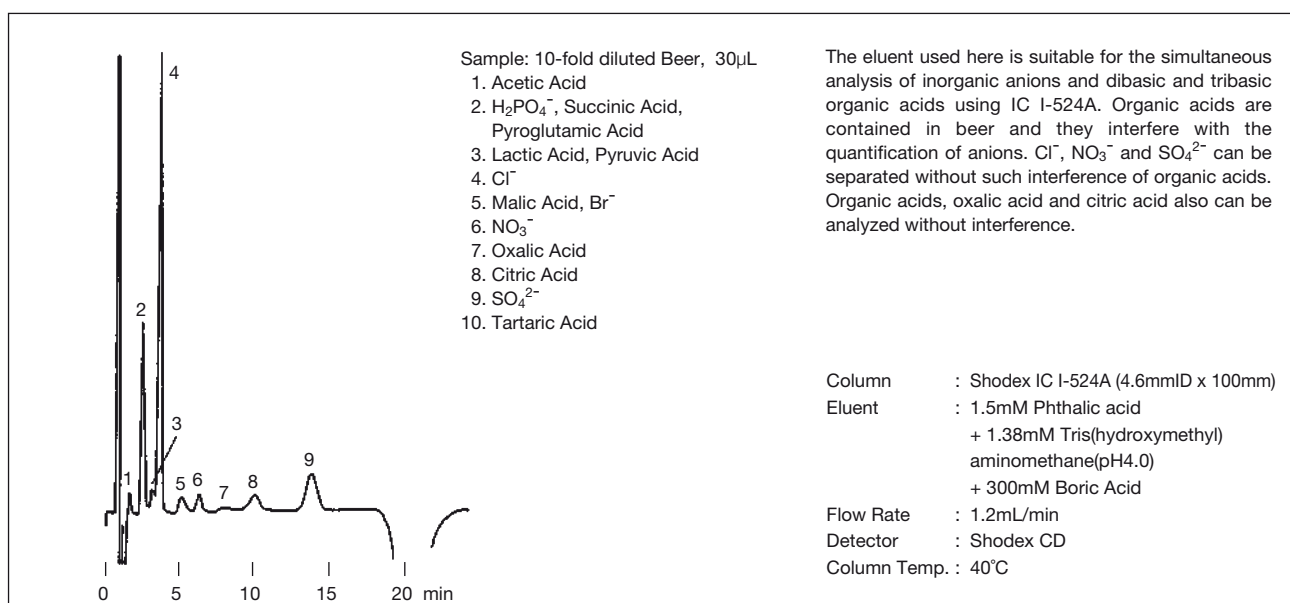 Sample: 10-fold diluted Beer, 30μL
1. Acetic Acid
2. H₂PO₄⁻, Succinic Acid,
Pyroglutamic Acid
3. Lactic Acid, Pyruvic Acid
4. Cl⁻
5. Malic Acid, Br⁻
6. NO₃⁻
7. Oxalic Acid
8. Citric Acid
9. SO₄²⁻
10. Tartaric Acid
The eluent used here is suitable for the simultaneous
analysis of inorganic anions and dibasic and tribasic
organic acids using IC I-524A. Organic acids are
contained in beer and they interfere with the
quantification of anions. Cl⁻, NO₃⁻ and SO₄²⁻ can be
separated without such interference of organic acids.
Organic acids, oxalic acid and citric acid also can be
analyzed without interference.
Column : Shodex IC I-524A (4.6mmID x 100mm)
Eluent : 1.5mM Phthalic acid
+ 1.38mM Tris(hydroxymethyl)
aminomethane(pH4.0)
+ 300mM Boric Acid
Flow Rate : 1.2mL/min
Detector : Shodex CD
Column Temp. : 40°C
4
2
3
1
5 6 7 8 9
0 5 10 15 20 min